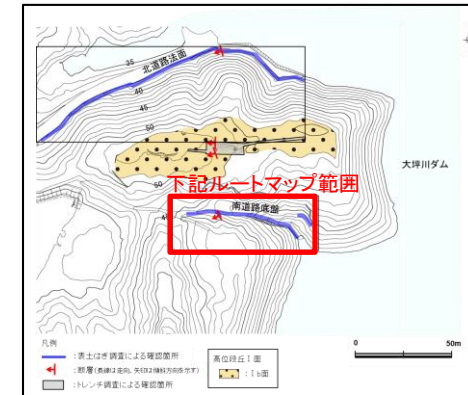 35
北道路法面
40
45
50
大坪川ダム
下記ルートマップ範囲
50
南道路底盤
45
凡例
:表土はぎ調査による確認箇所
:断層(長線は走向、矢印は傾斜方向を示す)
:トレンチ調査による確認箇所
高位段丘Ⅰ面
:Ⅰb面
0 50m